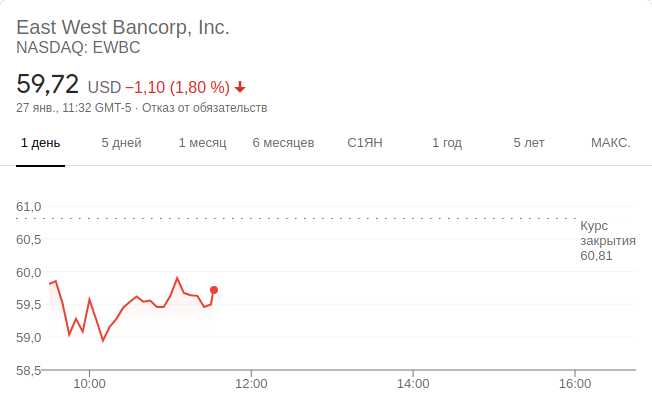 East West Bancorp, Inc.
NASDAQ: EWBC
59,72 USD −1,10 (1,80 %)
27 янв., 11:32 GMT-5 · Отказ от обязательств
1 день 5 дней 1 месяц 6 месяцев С1ЯН 1 год 5 лет МАКС.
61,0
Курс
закрытия
60,81
60,5
60,0
59,5
59,0
58,5
10:00 12:00 14:00 16:00